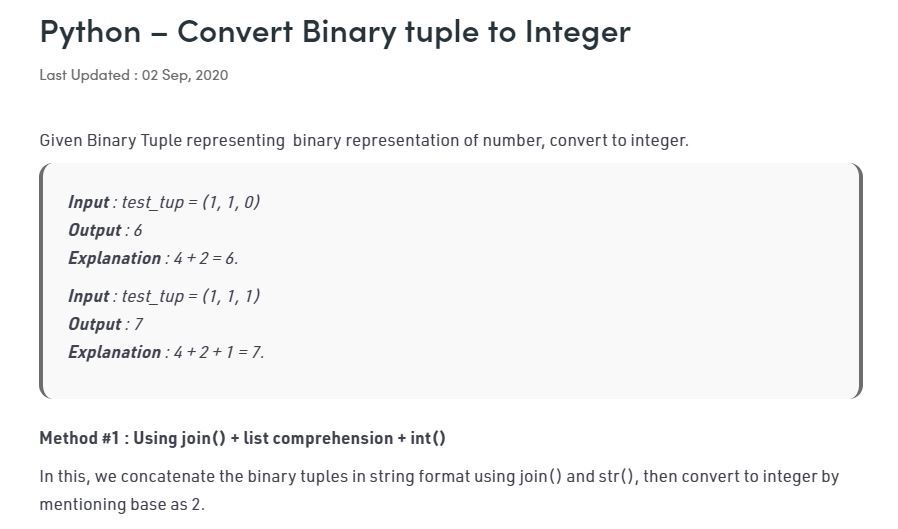 Python – Convert Binary tuple to Integer
Last Updated : 02 Sep, 2020
Given Binary Tuple representing  binary representation of number, convert to integer.
Input : test_tup = (1, 1, 0)
Output : 6
Explanation : 4 + 2 = 6.
Input : test_tup = (1, 1, 1)
Output : 7
Explanation : 4 + 2 + 1 = 7.
Method #1 : Using join() + list comprehension + int()
In this, we concatenate the binary tuples in string format using join() and str(), then convert to integer by
mentioning base as 2.